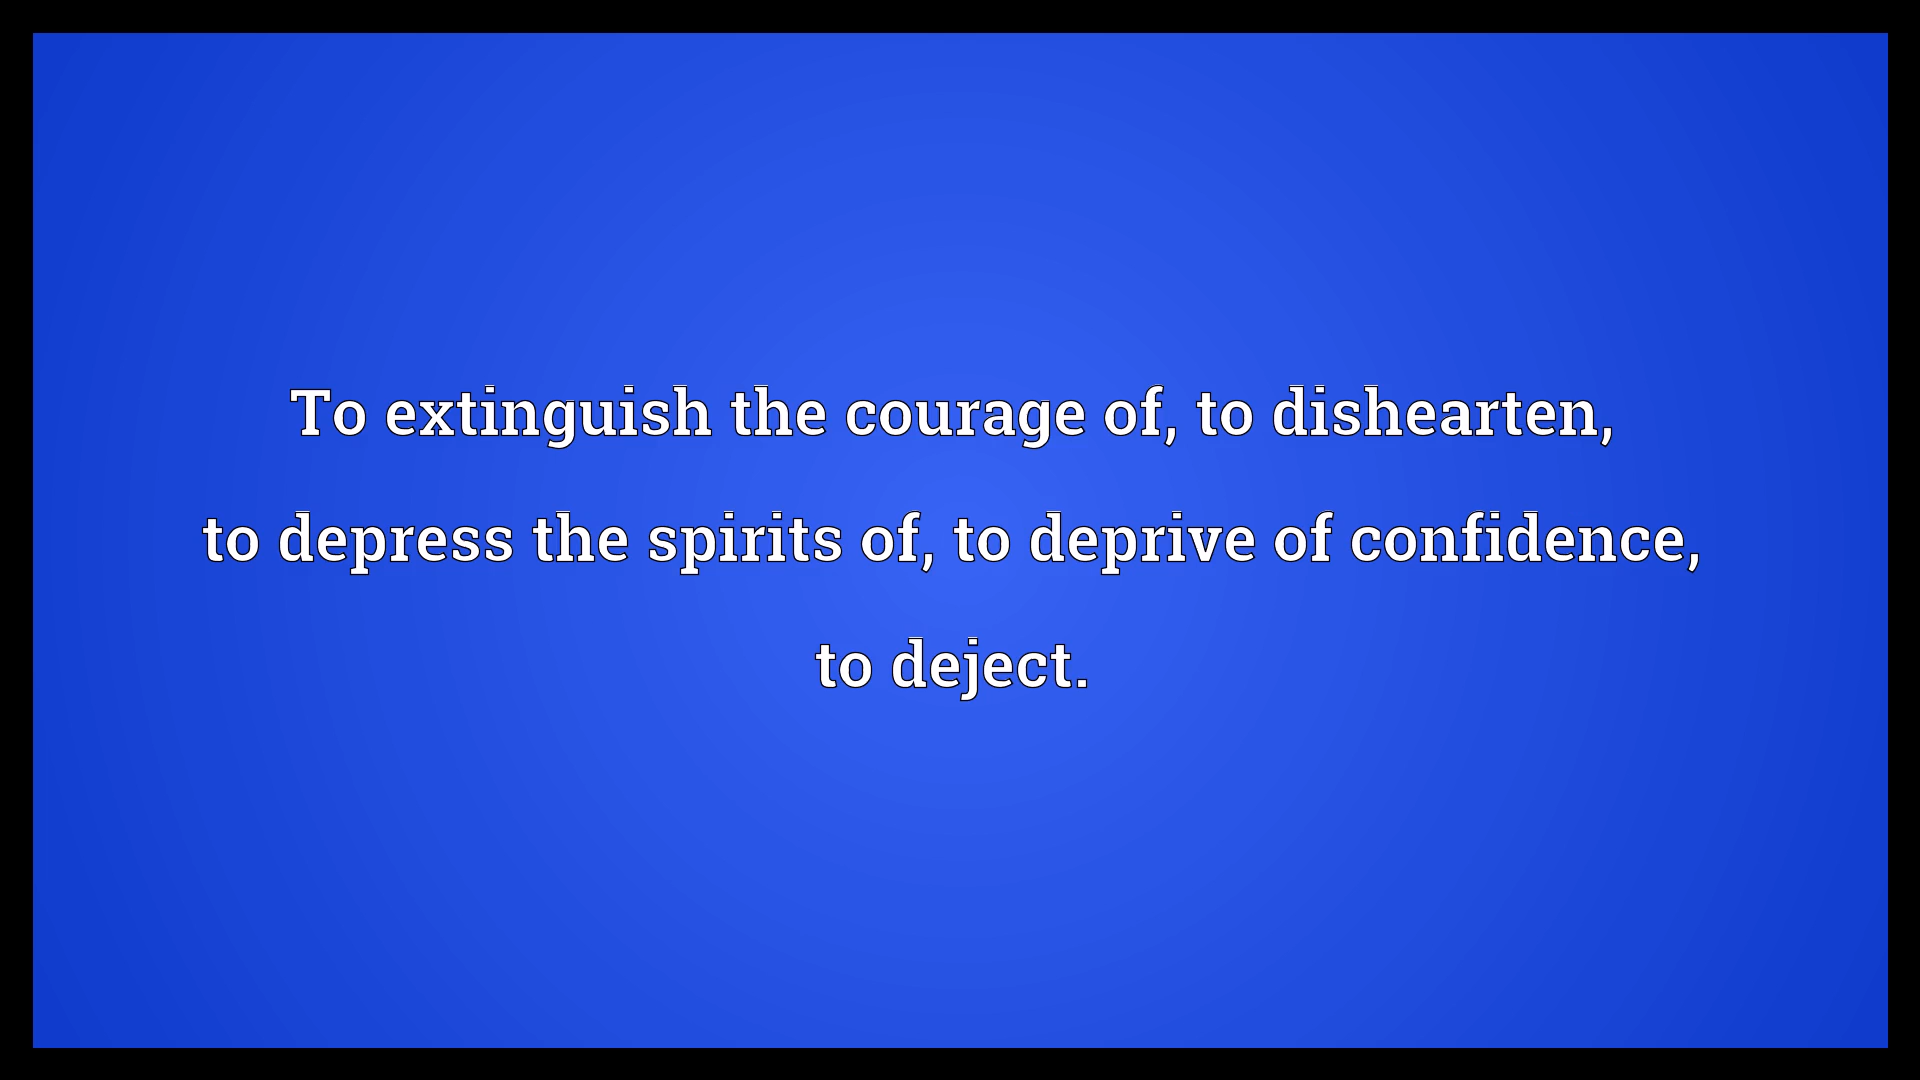 To extinguish the courage of, to dishearten,
to depress the spirits of, to deprive of confidence,
to deject.